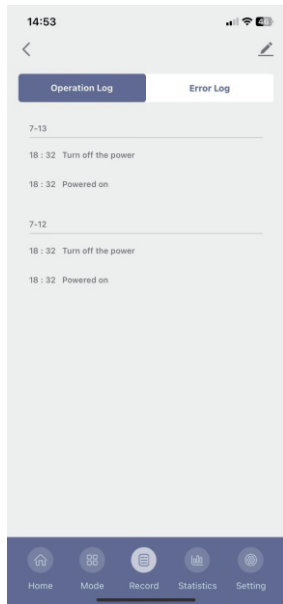 14:53
Operation Log Error Log
7-13
18 : 32 Turn off the power
18 : 32 Powered on
7-12
18 : 32 Turn off the power
18 : 32 Powered on
Home Mode Record Statistics Setting